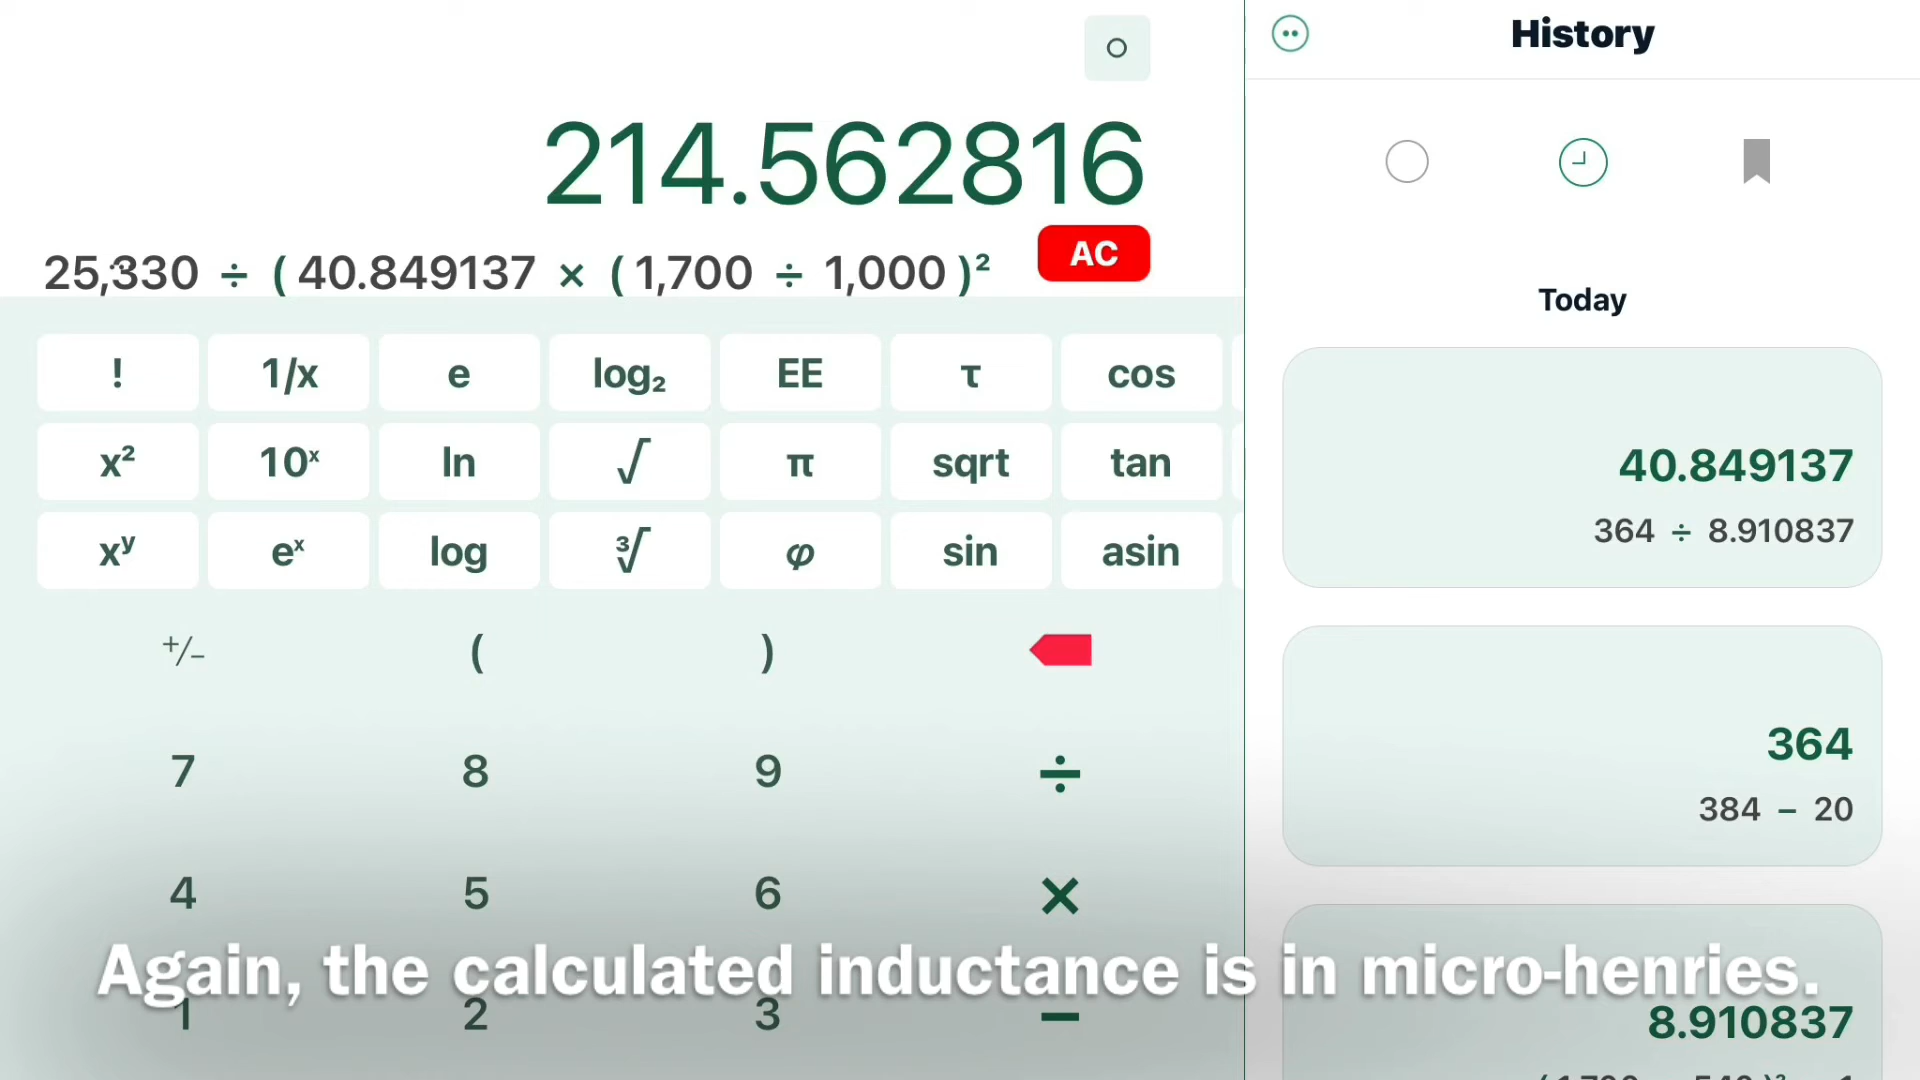 214.562816
25,330 ÷ ( 40.849137 × ( 1,700 ÷ 1,000 )²
AC
! 1/x e log₂ EE τ cos
x² 10ˣ ln √ π sqrt tan
xʸ eˣ log ³√ φ sin asin
+/− ( )
7 8 9 ÷
4 5 6 ×
1 2 3 −
History
Today
40.849137
364 ÷ 8.910837
364
384 − 20
8.910837
Again, the calculated inductance is in micro-henries.